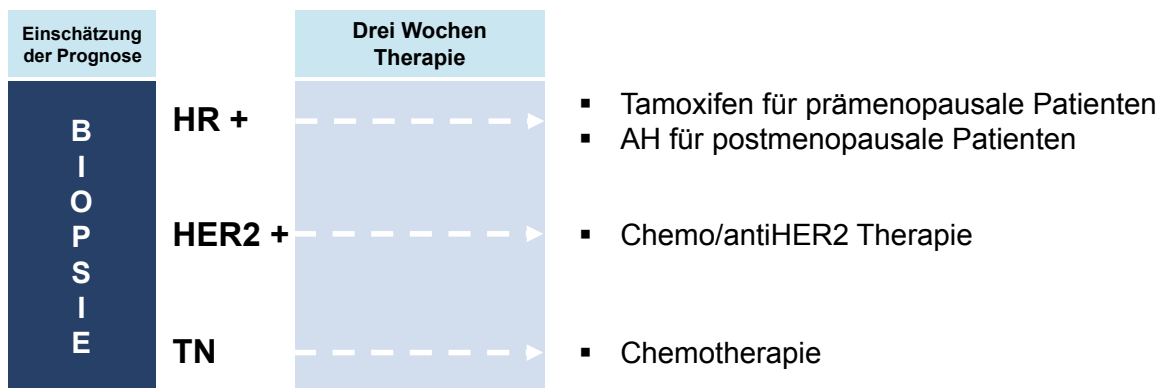 Einschätzung
der Prognose
Drei Wochen
Therapie
B
I
O
P
S
I
E
HR +
▪ Tamoxifen für prämenopausale Patienten
▪ AH für postmenopausale Patienten
HER2 +
▪ Chemo/antiHER2 Therapie
TN
▪ Chemotherapie